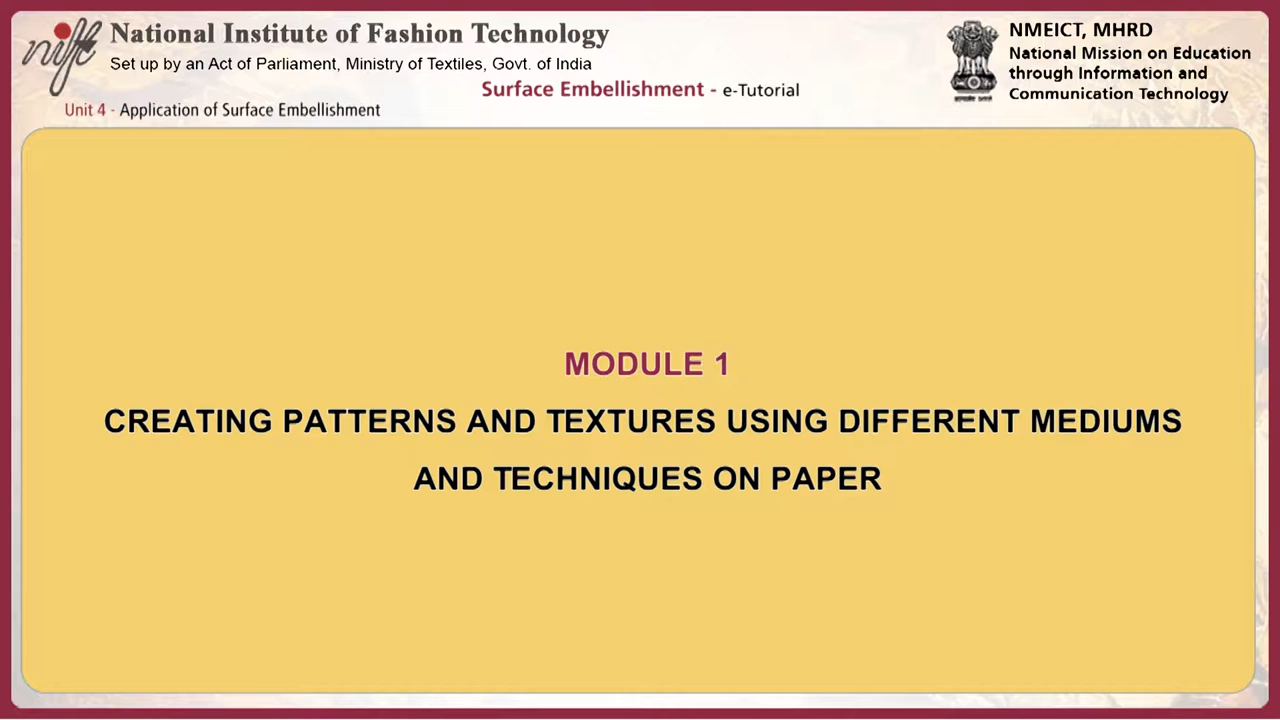 nift
National Institute of Fashion Technology
Set up by an Act of Parliament, Ministry of Textiles, Govt. of India
Surface Embellishment - e-Tutorial
Unit 4 - Application of Surface Embellishment
NMEICT, MHRD
National Mission on Education
through Information and
Communication Technology
MODULE 1
CREATING PATTERNS AND TEXTURES USING DIFFERENT MEDIUMS
AND TECHNIQUES ON PAPER